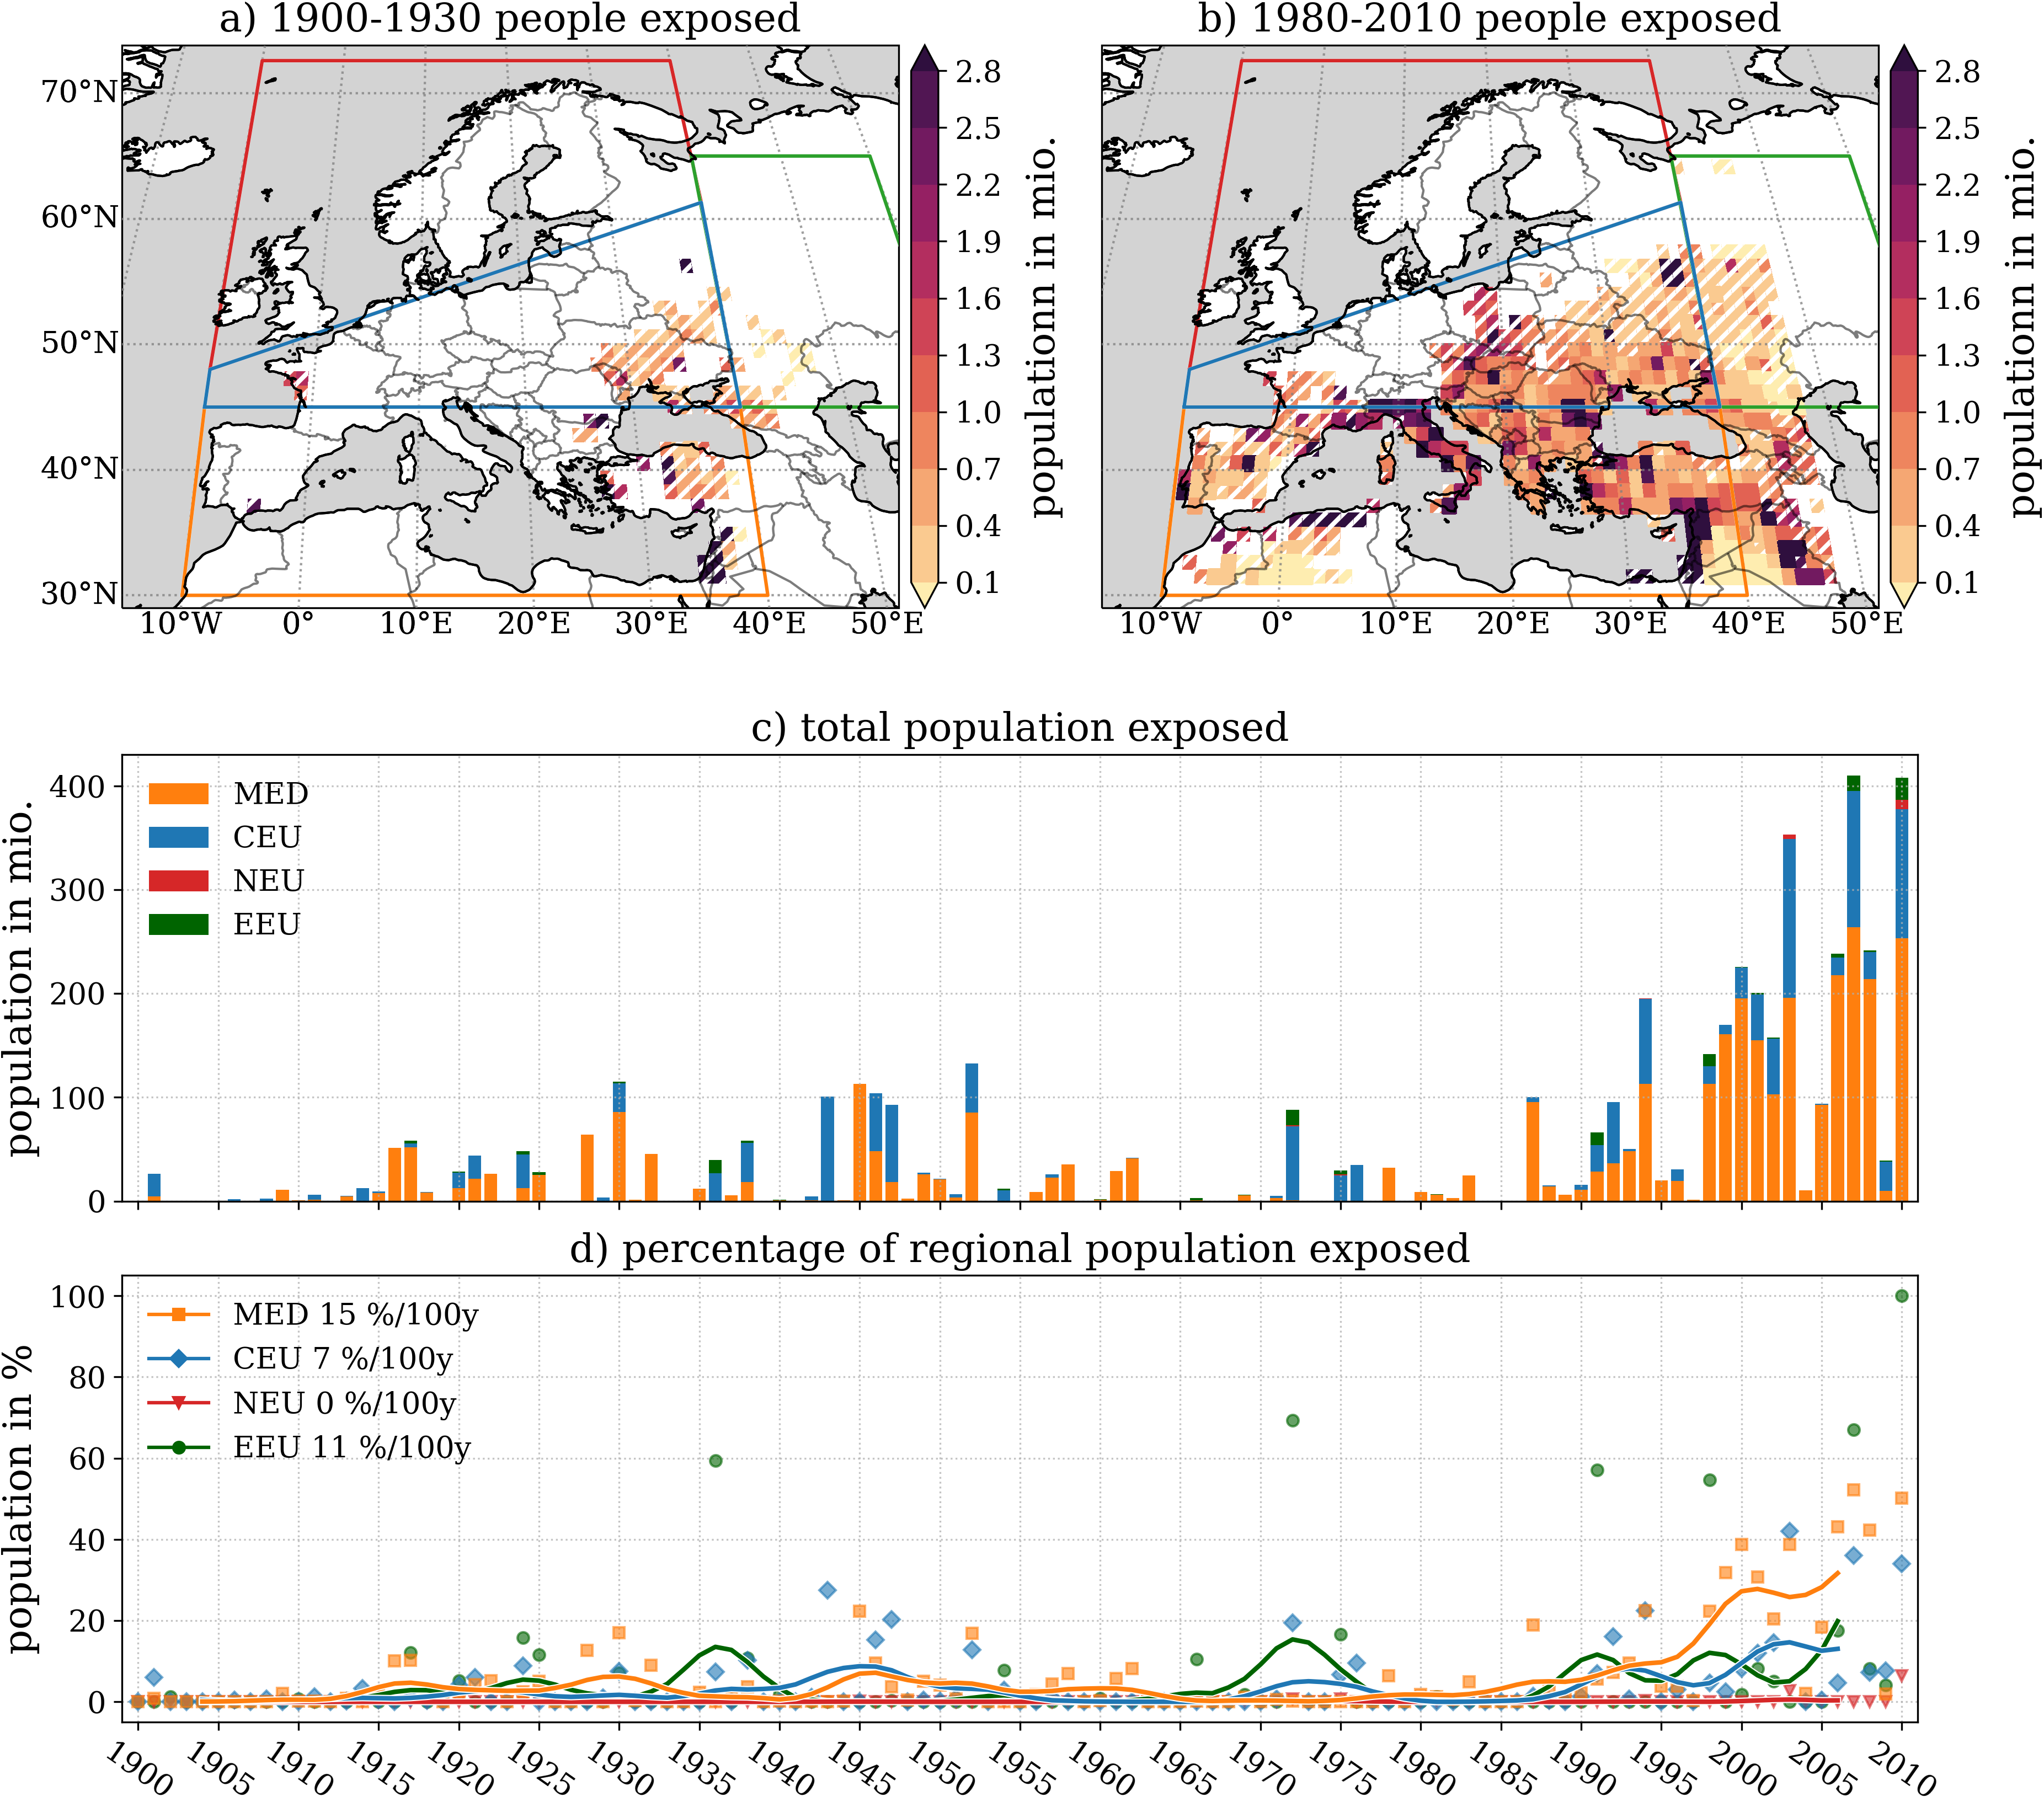 a) 1900-1930 people exposed
b) 1980-2010 people exposed
70°N
60°N
50°N
40°N
30°N
10°W
0°
10°E
20°E
30°E
40°E
50°E
2.8
2.5
2.2
1.9
1.6
1.3
1.0
0.7
0.4
0.1
populationn in mio.
10°W
0°
10°E
20°E
30°E
40°E
50°E
2.8
2.5
2.2
1.9
1.6
1.3
1.0
0.7
0.4
0.1
populationn in mio.
c) total population exposed
population in mio.
400
300
200
100
0
MED
CEU
NEU
EEU
d) percentage of regional population exposed
population in %
100
80
60
40
20
0
MED 15 %/100y
CEU 7 %/100y
NEU 0 %/100y
EEU 11 %/100y
1900
1905
1910
1915
1920
1925
1930
1935
1940
1945
1950
1955
1960
1965
1970
1975
1980
1985
1990
1995
2000
2005
2010